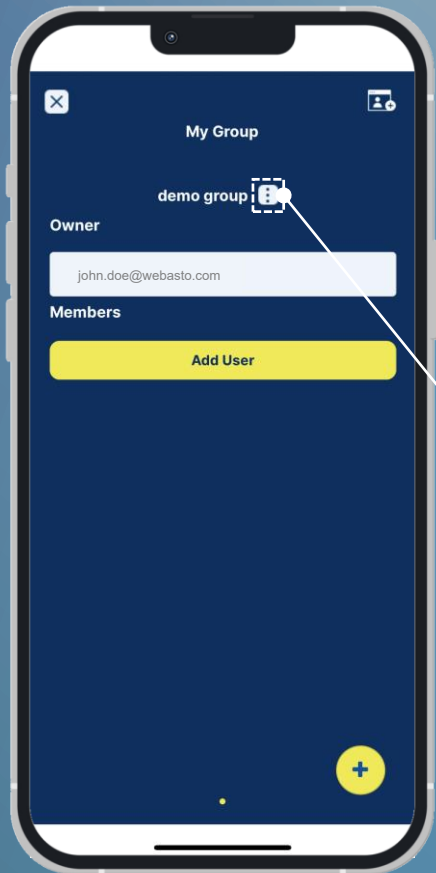 My Group
demo group
Owner
john.doe@webasto.com
Members
Add User